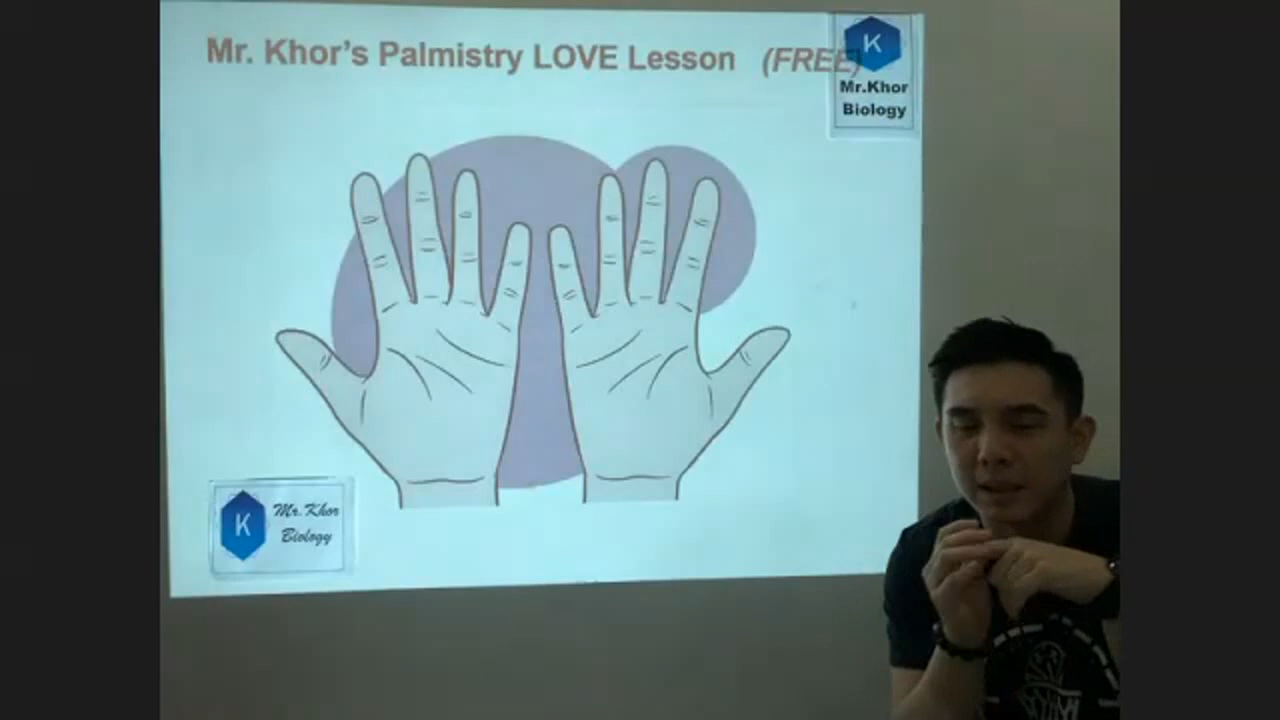 Mr. Khor's Palmistry LOVE Lesson (FREE)
K
Mr.Khor
Biology
K
Mr.Khor
Biology